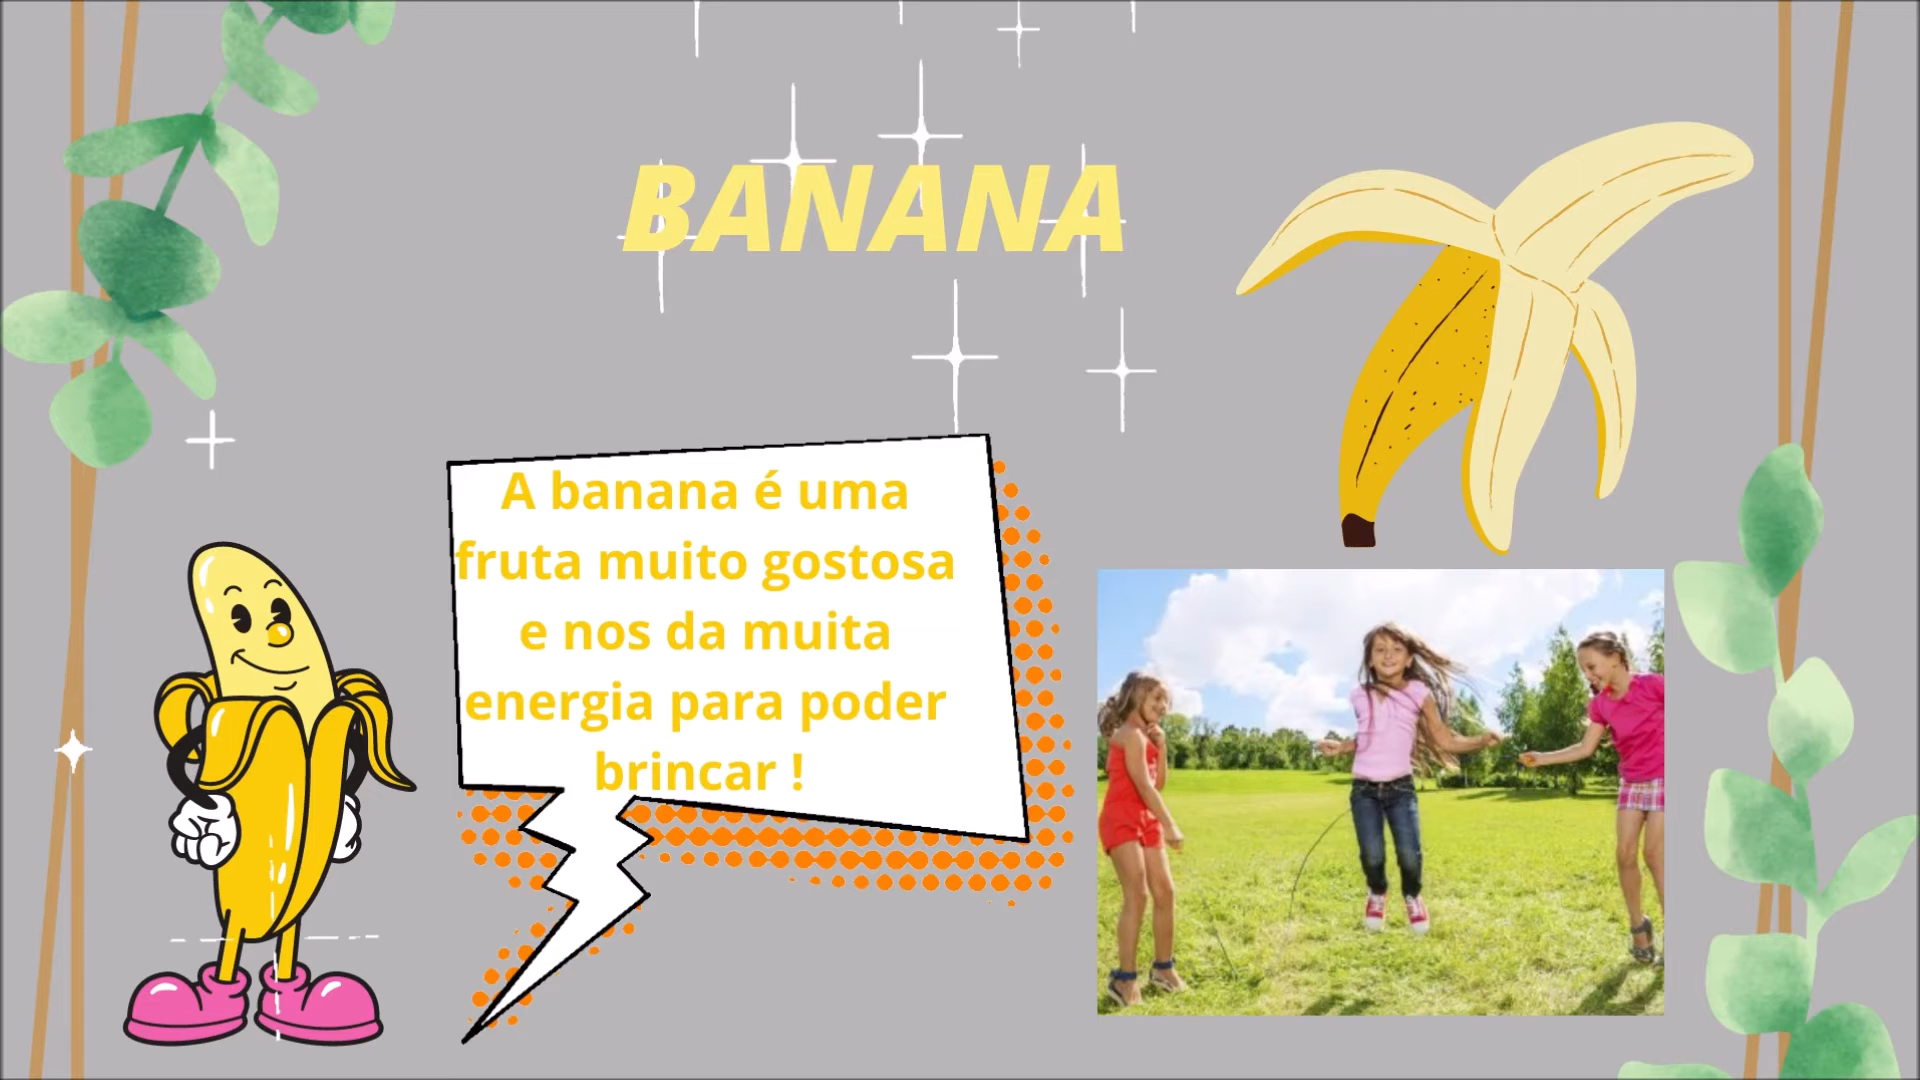 BANANA
A banana é uma
fruta muito gostosa
e nos da muita
energia para poder
brincar !